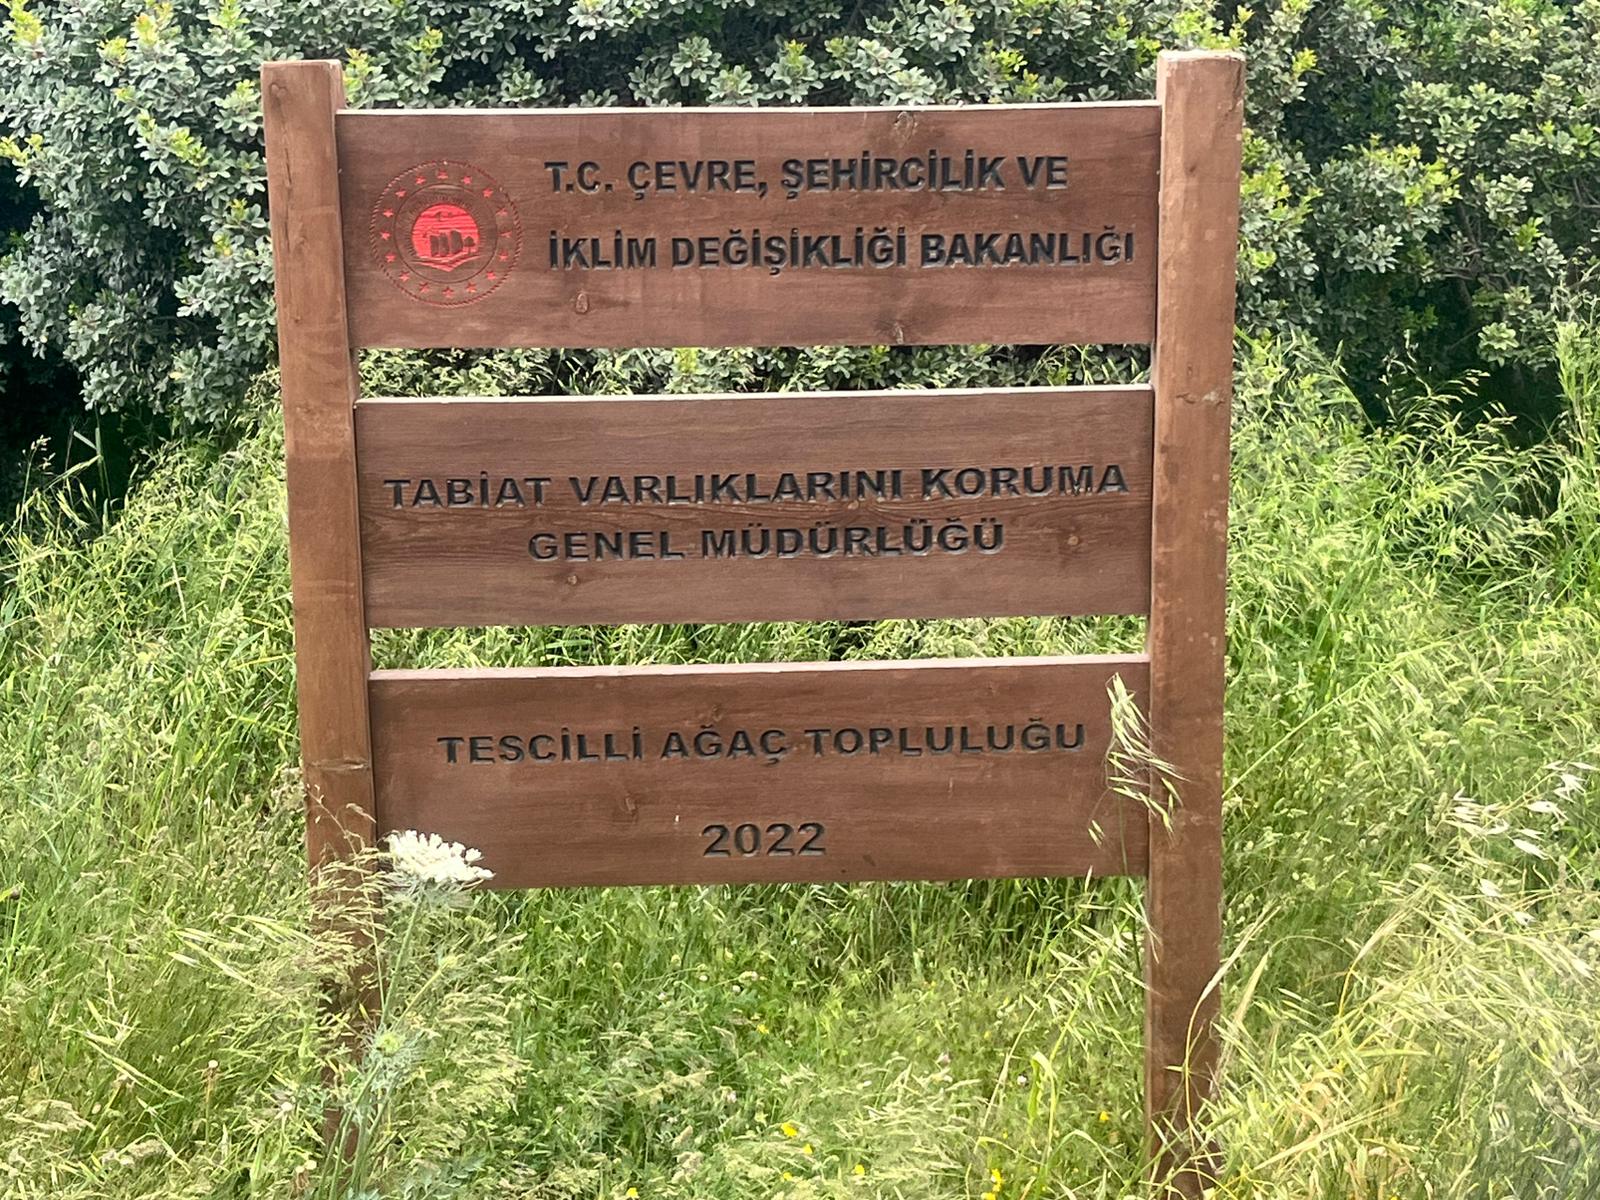 T.C. ÇEVRE, ŞEHİRCİLİK VE
İKLİM DEĞİŞİKLİĞİ BAKANLIĞI
TABİAT VARLIKLARINI KORUMA
GENEL MÜDÜRLÜĞÜ
TESCİLLİ AĞAÇ TOPLULUĞU
2022